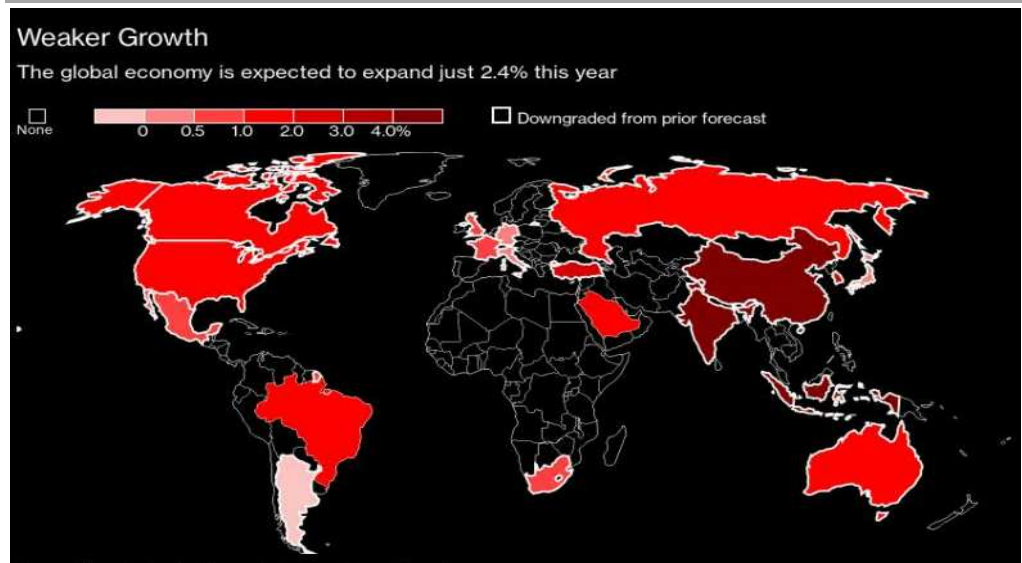 Weaker Growth
The global economy is expected to expand just 2.4% this year
None
0 0.5 1.0 2.0 3.0 4.0%
Downgraded from prior forecast